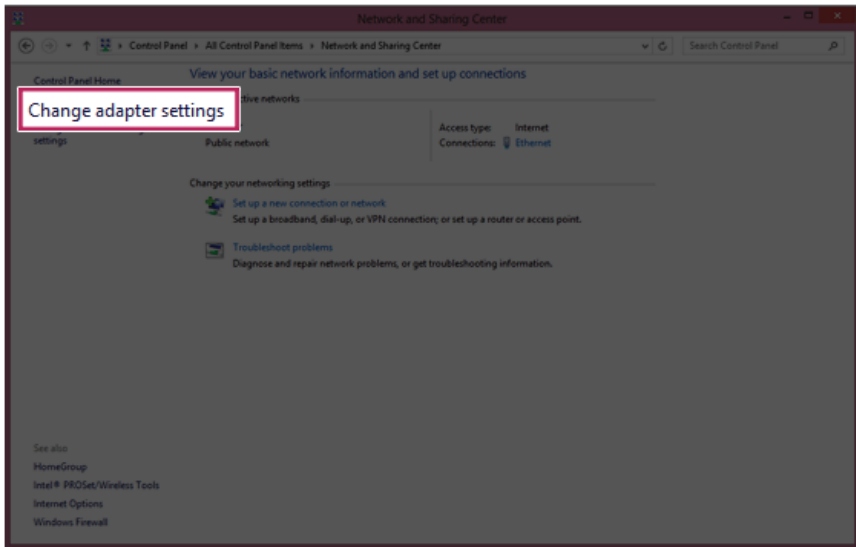 Network and Sharing Center
Control Panel › All Control Panel Items › Network and Sharing Center
Search Control Panel
Control Panel Home
View your basic network information and set up connections
Change adapter settings
tive networks
settings
Access type: Internet
Public network
Connections: Ethernet
Change your networking settings
Set up a new connection or network
Set up a broadband, dial-up, or VPN connection; or set up a router or access point.
Troubleshoot problems
Diagnose and repair network problems, or get troubleshooting information.
See also
HomeGroup
Intel® PROSet/Wireless Tools
Internet Options
Windows Firewall